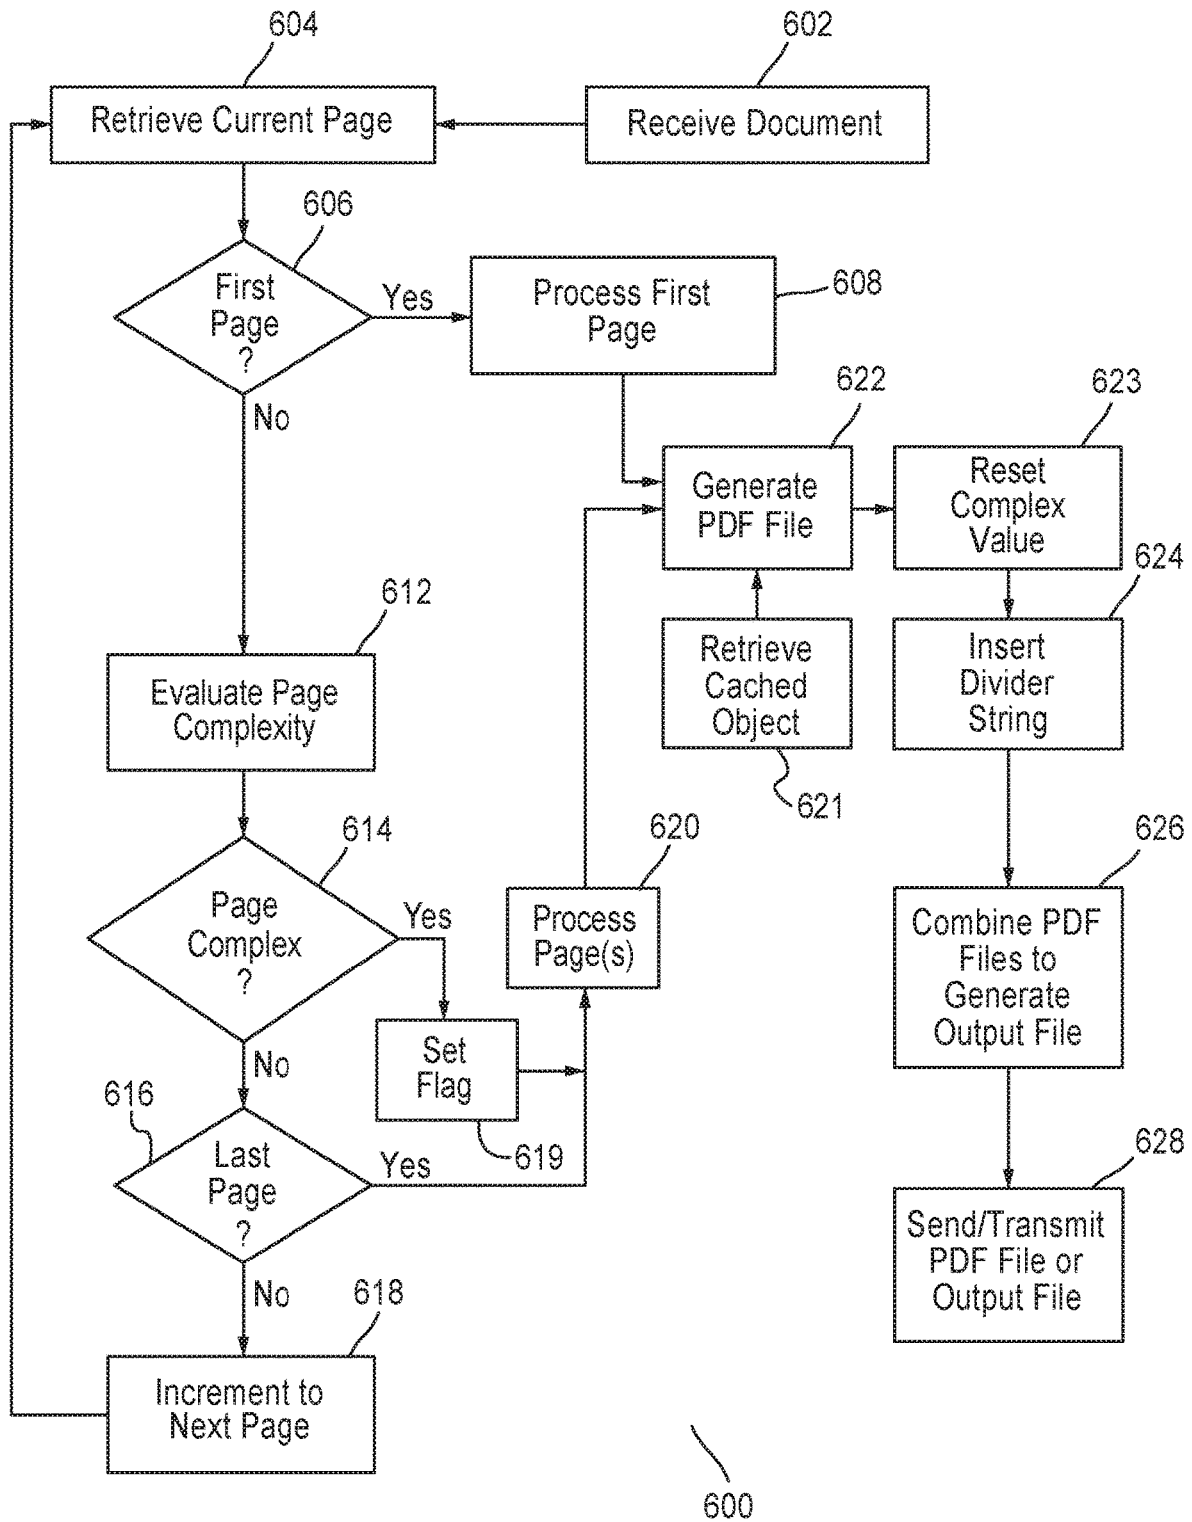 604
602
Retrieve Current Page
Receive Document
606
First
Page
?
Yes
No
Process First
Page
608
622
Generate
PDF File
623
Reset
Complex
Value
624
612
Evaluate Page
Complexity
Retrieve
Cached
Object
621
Insert
Divider
String
614
Page
Complex
?
Yes
No
620
Process
Page(s)
626
Combine PDF
Files to
Generate
Output File
Set
Flag
619
616
Last
Page
?
Yes
No
628
Send/Transmit
PDF File or
Output File
618
Increment to
Next Page
600